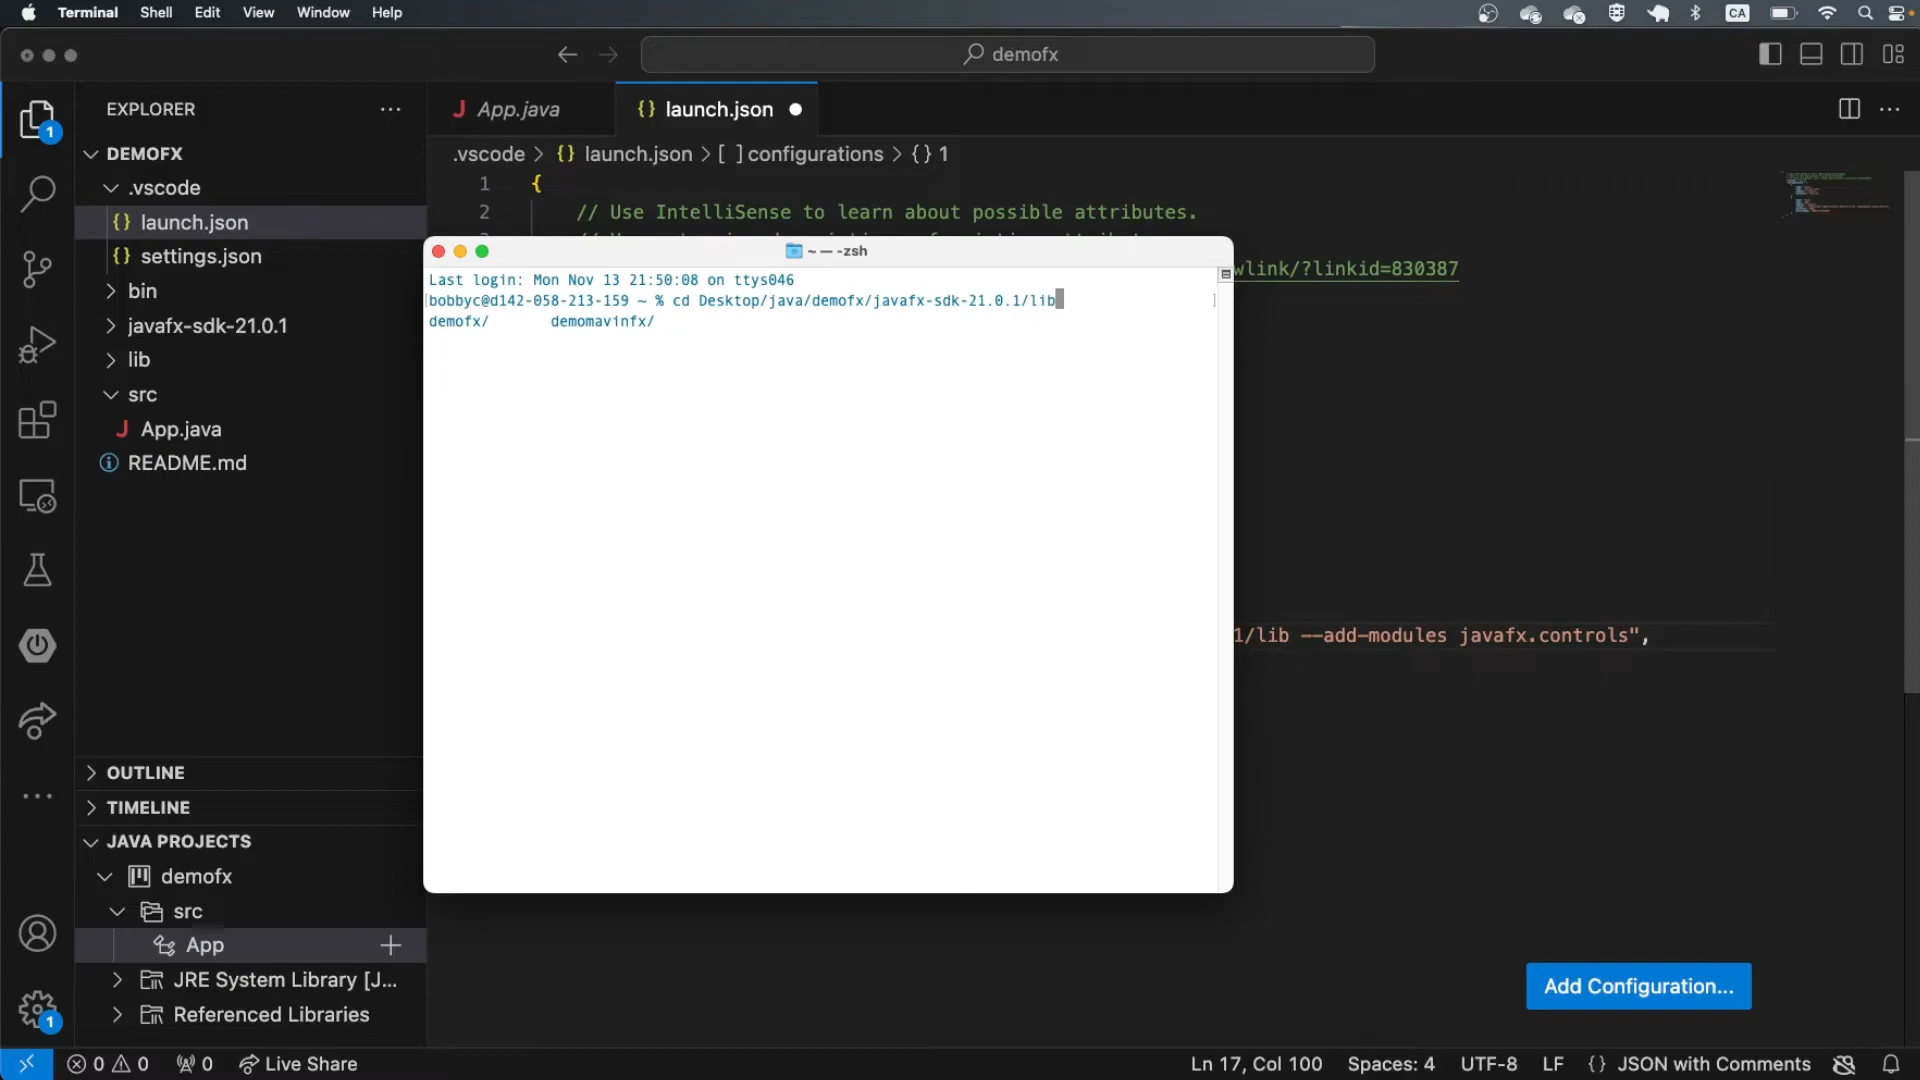 Terminal Shell Edit View Window Help
CA
demofx
EXPLORER
1
App.java
launch.json
DEMOFX
.vscode > {} launch.json > [ ] configurations > {} 1
.vscode
1 {
{} launch.json
2 // Use IntelliSense to learn about possible attributes.
{} settings.json
~ — -zsh
Last login: Mon Nov 13 21:50:08 on ttys046
wlink/?linkid=830387
bin
[bobbyc@d142-058-213-159 ~ % cd Desktop/java/demofx/javafx-sdk-21.0.1/lib ]
javafx-sdk-21.0.1
demofx/ demomavinfx/
lib
src
J App.java
README.md
1/lib --add-modules javafx.controls",
OUTLINE
TIMELINE
JAVA PROJECTS
demofx
src
App
JRE System Library [J...
Add Configuration...
Referenced Libraries
1
0 0 0 Live Share
Ln 17, Col 100 Spaces: 4 UTF-8 LF {} JSON with Comments